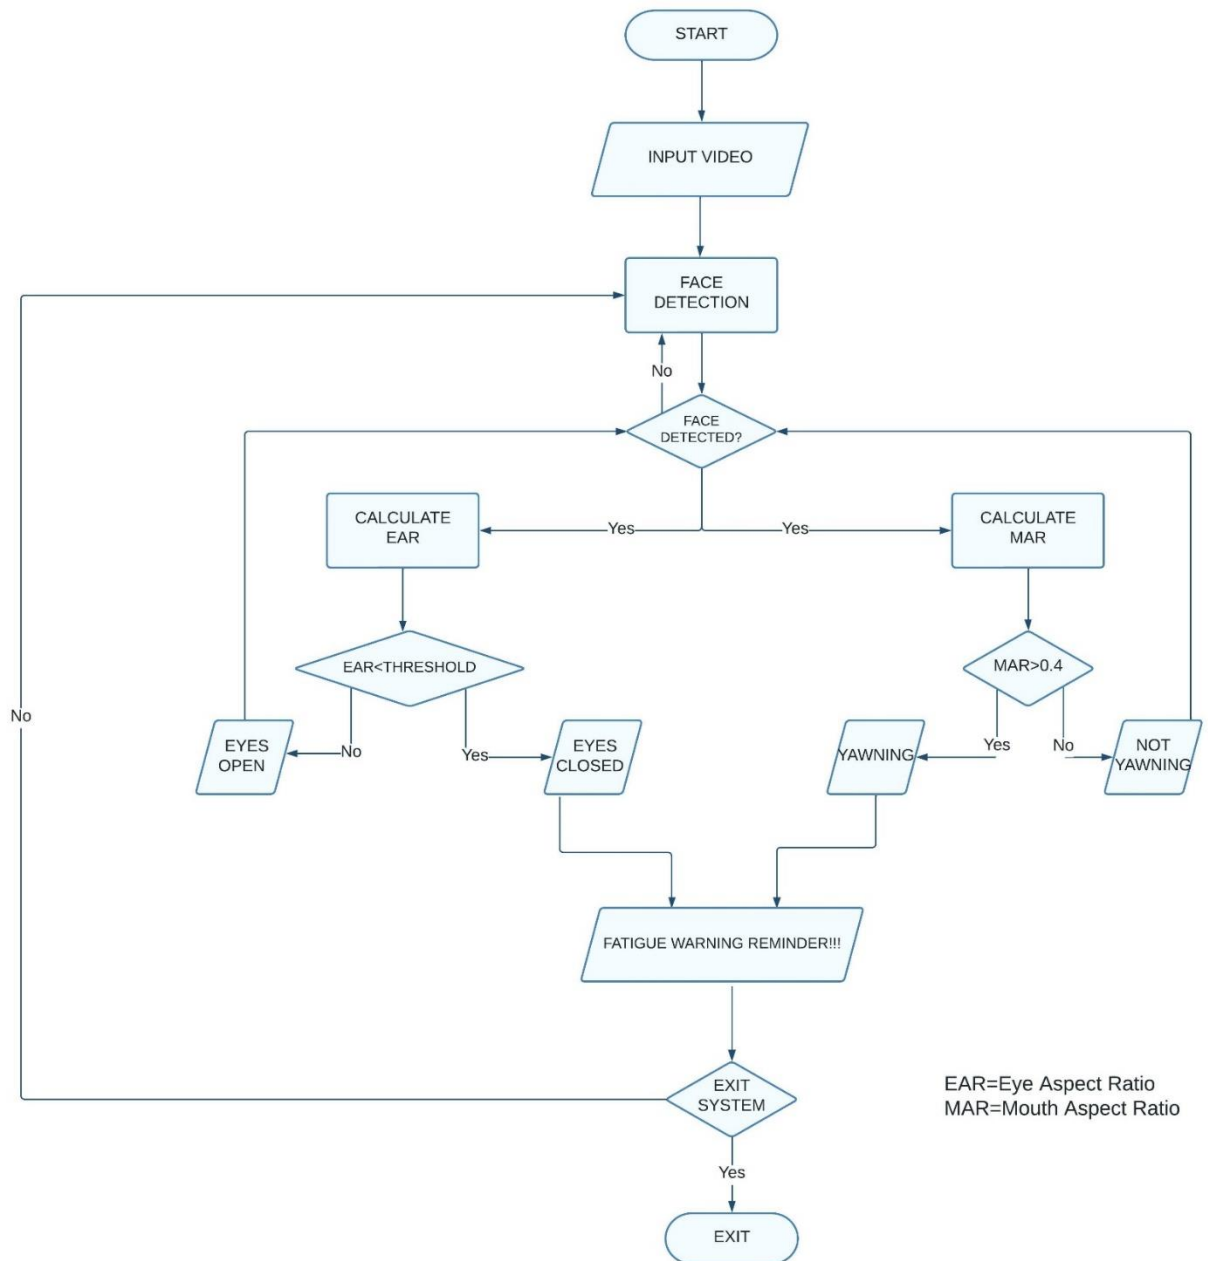 START
INPUT VIDEO
FACE
DETECTION
No
FACE
DETECTED?
CALCULATE
EAR
Yes
Yes
CALCULATE
MAR
EAR<THRESHOLD
MAR>0.4
No
EYES
OPEN
No
Yes
EYES
CLOSED
YAWNING
Yes
No
NOT
YAWNING
FATIGUE WARNING REMINDER!!!
EXIT
SYSTEM
EAR=Eye Aspect Ratio
MAR=Mouth Aspect Ratio
Yes
EXIT